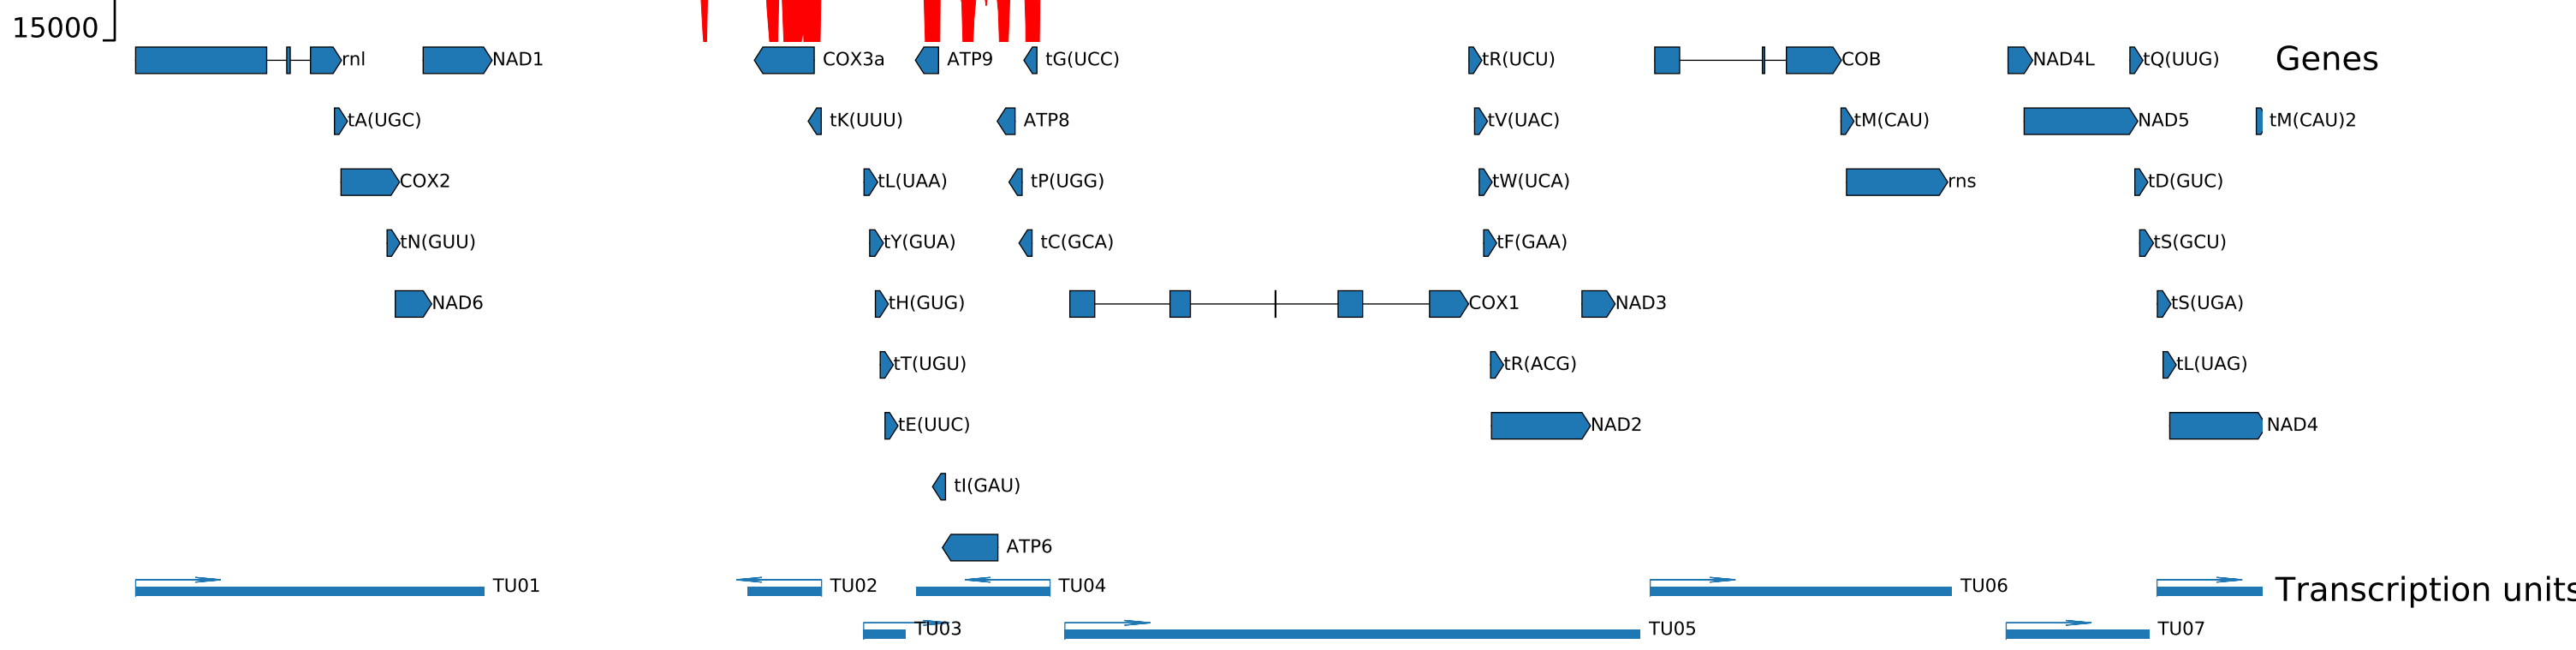 15000
rnl NAD1 COX3a ATP9 tG(UCC) tR(UCU) COB NAD4L tQ(UUG) Genes
tA(UGC) tK(UUU) ATP8 tV(UAC) tM(CAU) NAD5 tM(CAU)2
COX2 tL(UAA) tP(UGG) tW(UCA) rns tD(GUC)
tN(GUU) tY(GUA) tC(GCA) tF(GAA) tS(GCU)
NAD6 tH(GUG) COX1 NAD3 tS(UGA)
tT(UGU) tR(ACG) tL(UAG)
tE(UUC) NAD2 NAD4
tI(GAU)
ATP6
TU01 TU02 TU04 TU06 Transcription units
TU03 TU05 TU07